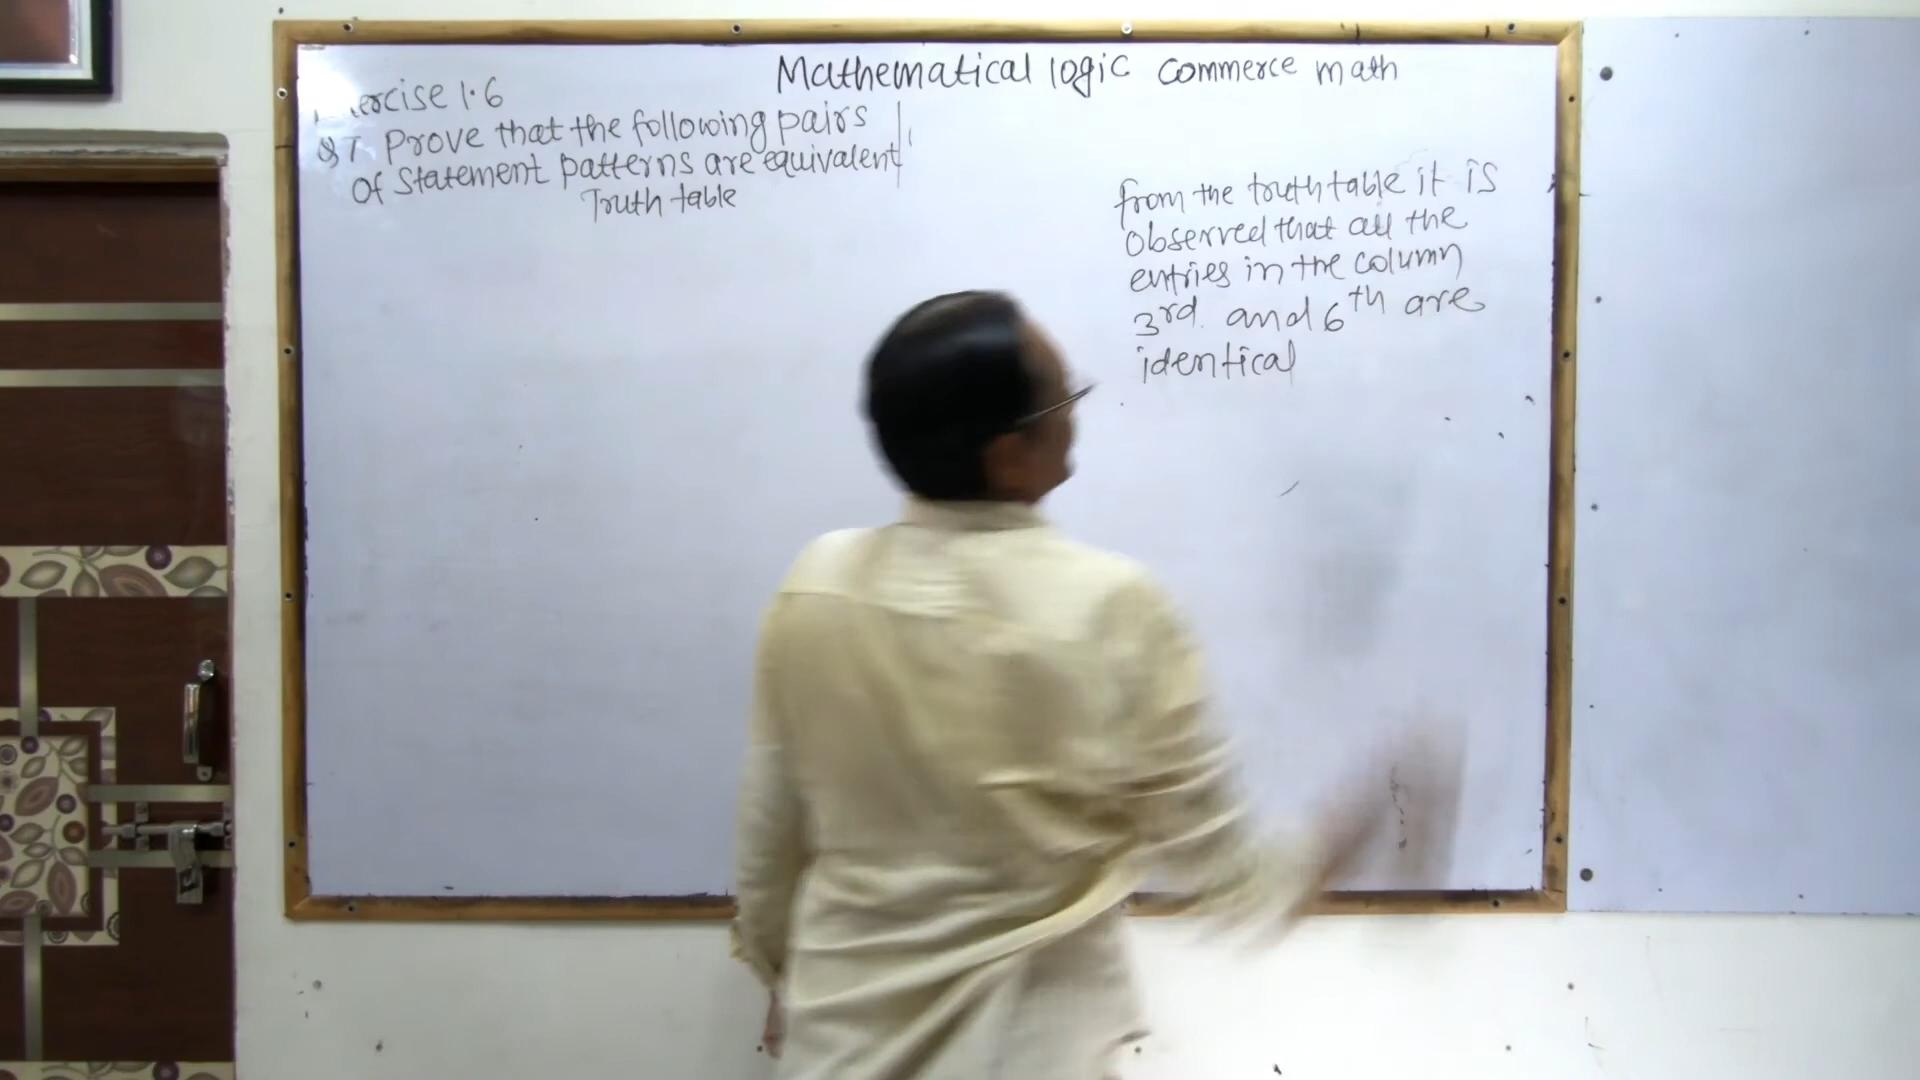 Mathematical logic commerce math
Exercise 1.6
Q7 Prove that the following pairs
Of Statement patterns are equivalent
Truth table
from the truth table it is
observed that all the
entries in the column
3rd. and 6th are
identical